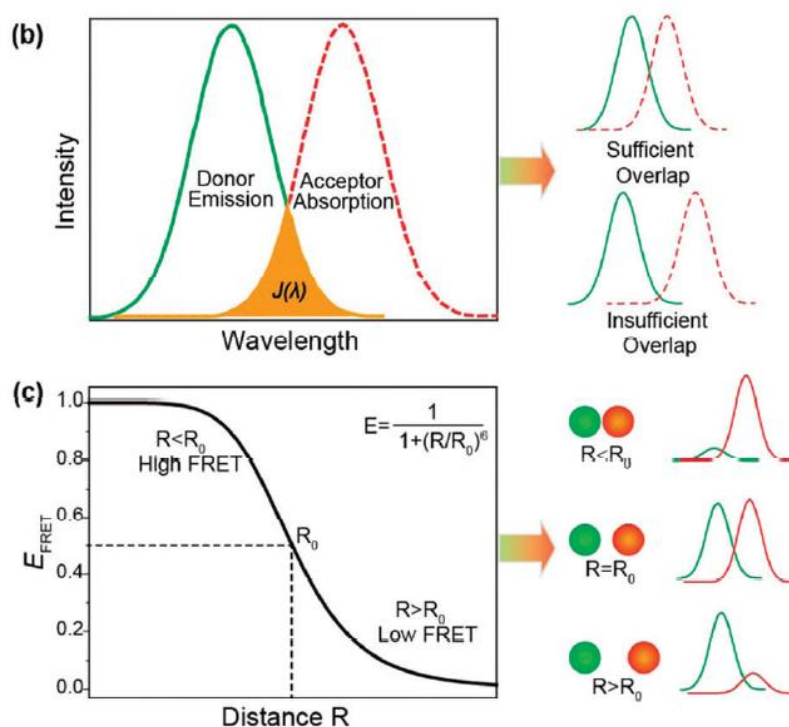 (b)
Intensity
Donor
Emission
Acceptor
Absorption
J(λ)
Wavelength
Sufficient
Overlap
Insufficient
Overlap
(c)
E_FRET
1.0
0.8
0.6
0.4
0.2
0.0
R<R₀
High FRET
E= 1/1+(R/R₀)⁶
R₀
R>R₀
Low FRET
Distance R
R<R₀
R=R₀
R>R₀